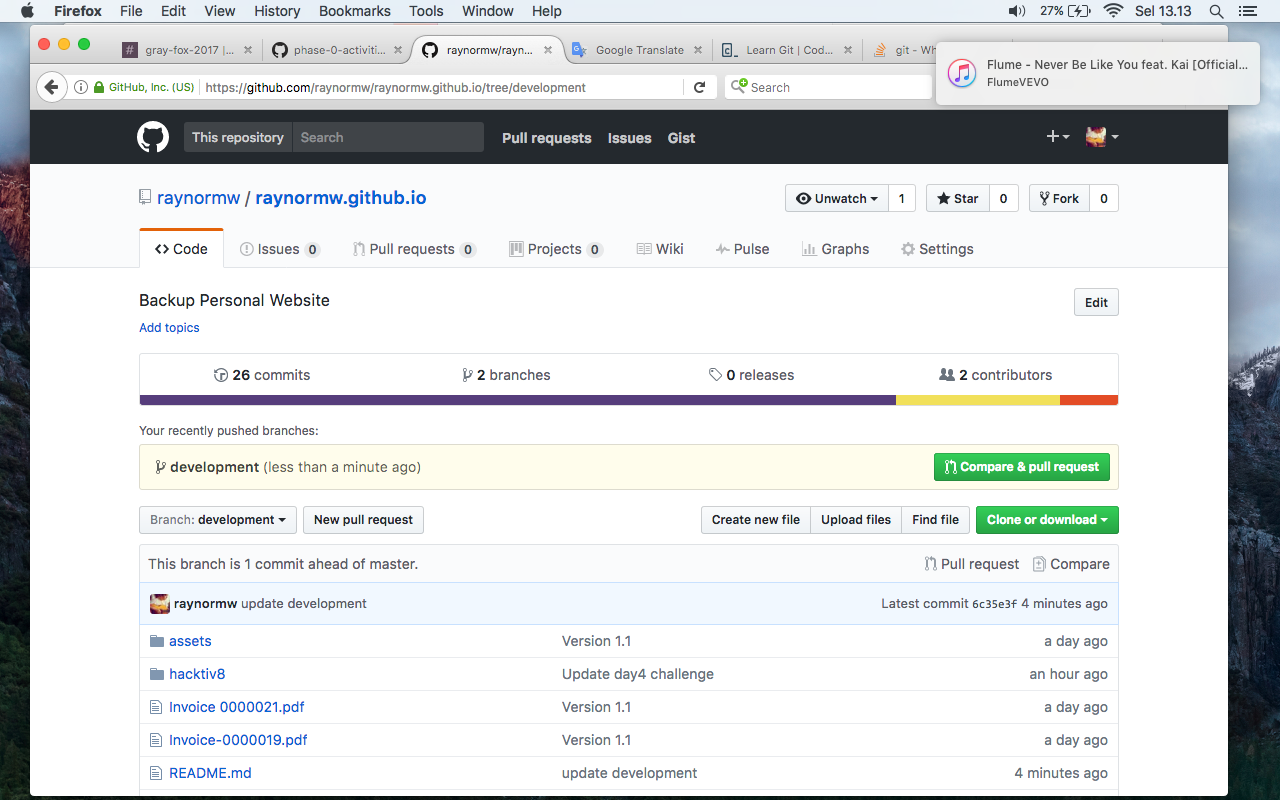 Firefox File Edit View History Bookmarks Tools Window Help 27% Sel 13.13
gray-fox-2017 |... phase-0-activiti... raynormw/rayn... Google Translate Learn Git | Cod... git - Wh
Flume - Never Be Like You feat. Kai [Official...
FlumeVEVO
GitHub, Inc. (US) https://github.com/raynormw/raynormw.github.io/tree/development Search
This repository Search Pull requests Issues Gist
raynormw / raynormw.github.io Unwatch 1 Star 0 Fork 0
Code Issues 0 Pull requests 0 Projects 0 Wiki Pulse Graphs Settings
Backup Personal Website Edit
Add topics
26 commits 2 branches 0 releases 2 contributors
Your recently pushed branches:
development (less than a minute ago) Compare & pull request
Branch: development New pull request Create new file Upload files Find file Clone or download
This branch is 1 commit ahead of master. Pull request Compare
raynormw update development Latest commit 6c35e3f 4 minutes ago
assets Version 1.1 a day ago
hacktiv8 Update day4 challenge an hour ago
Invoice 0000021.pdf Version 1.1 a day ago
Invoice-0000019.pdf Version 1.1 a day ago
README.md update development 4 minutes ago